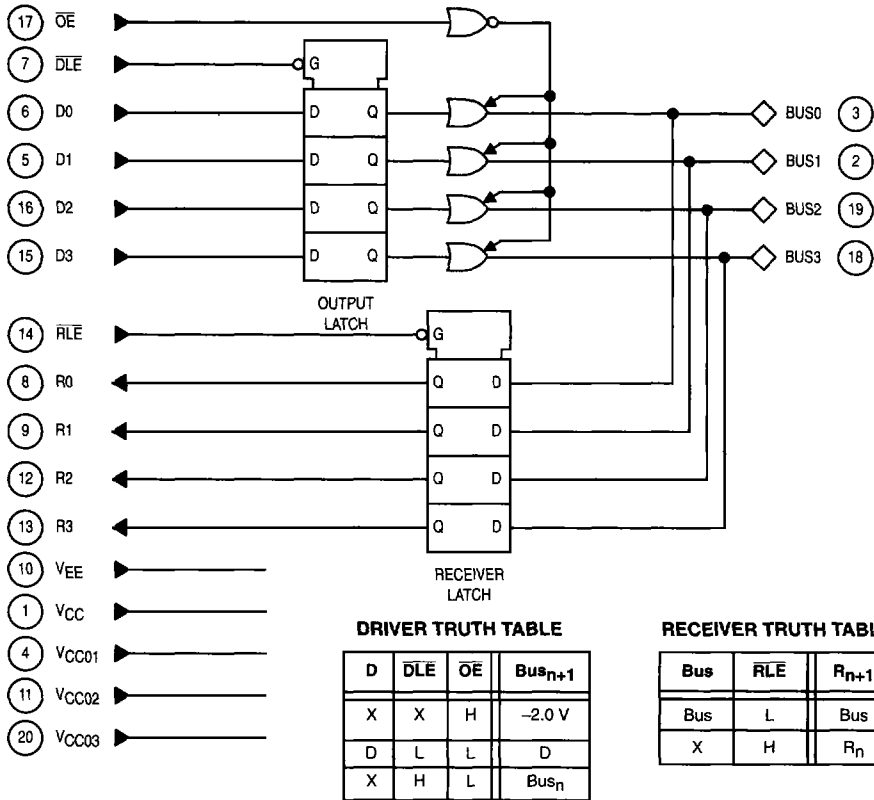 17 OE
7 DLE G
6 D0 D Q BUS0 3
5 D1 D Q BUS1 2
16 D2 D Q BUS2 19
15 D3 D Q BUS3 18
OUTPUT
LATCH
14 RLE G
8 R0 Q D
9 R1 Q D
12 R2 Q D
13 R3 Q D
10 VEE
RECEIVER
LATCH
1 VCC
4 VCC01
11 VCC02
20 VCC03
DRIVER TRUTH TABLE
D DLE OE Busn+1
X X H –2.0 V
D L L D
X H L Busn
RECEIVER TRUTH TABL
Bus RLE Rn+1
Bus L Bus
X H Rn